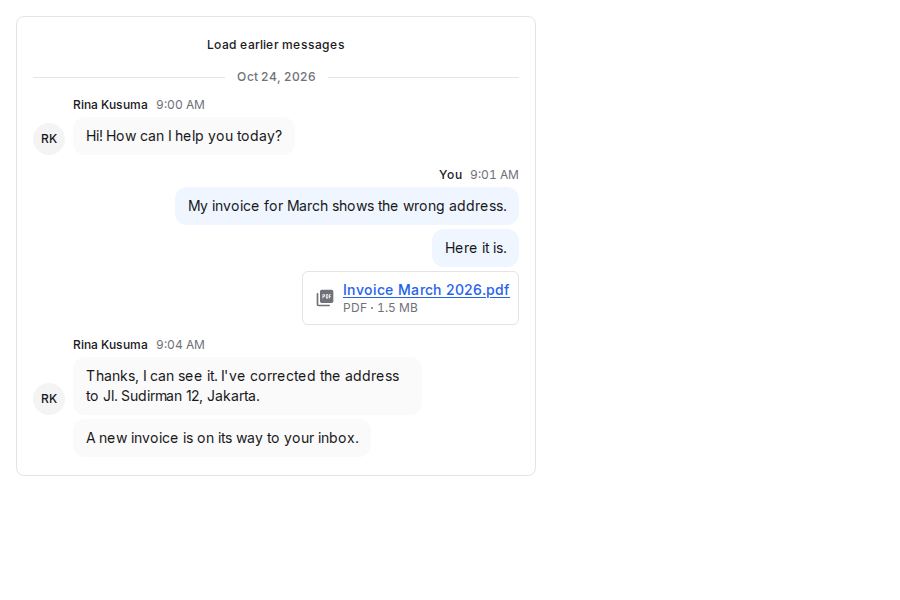 Load earlier messages
Oct 24, 2026
Rina Kusuma 9:00 AM
RK
Hi! How can I help you today?
You 9:01 AM
My invoice for March shows the wrong address.
Here it is.
PDF
Invoice March 2026.pdf
PDF · 1.5 MB
Rina Kusuma 9:04 AM
RK
Thanks, I can see it. I've corrected the address
to Jl. Sudirman 12, Jakarta.
A new invoice is on its way to your inbox.